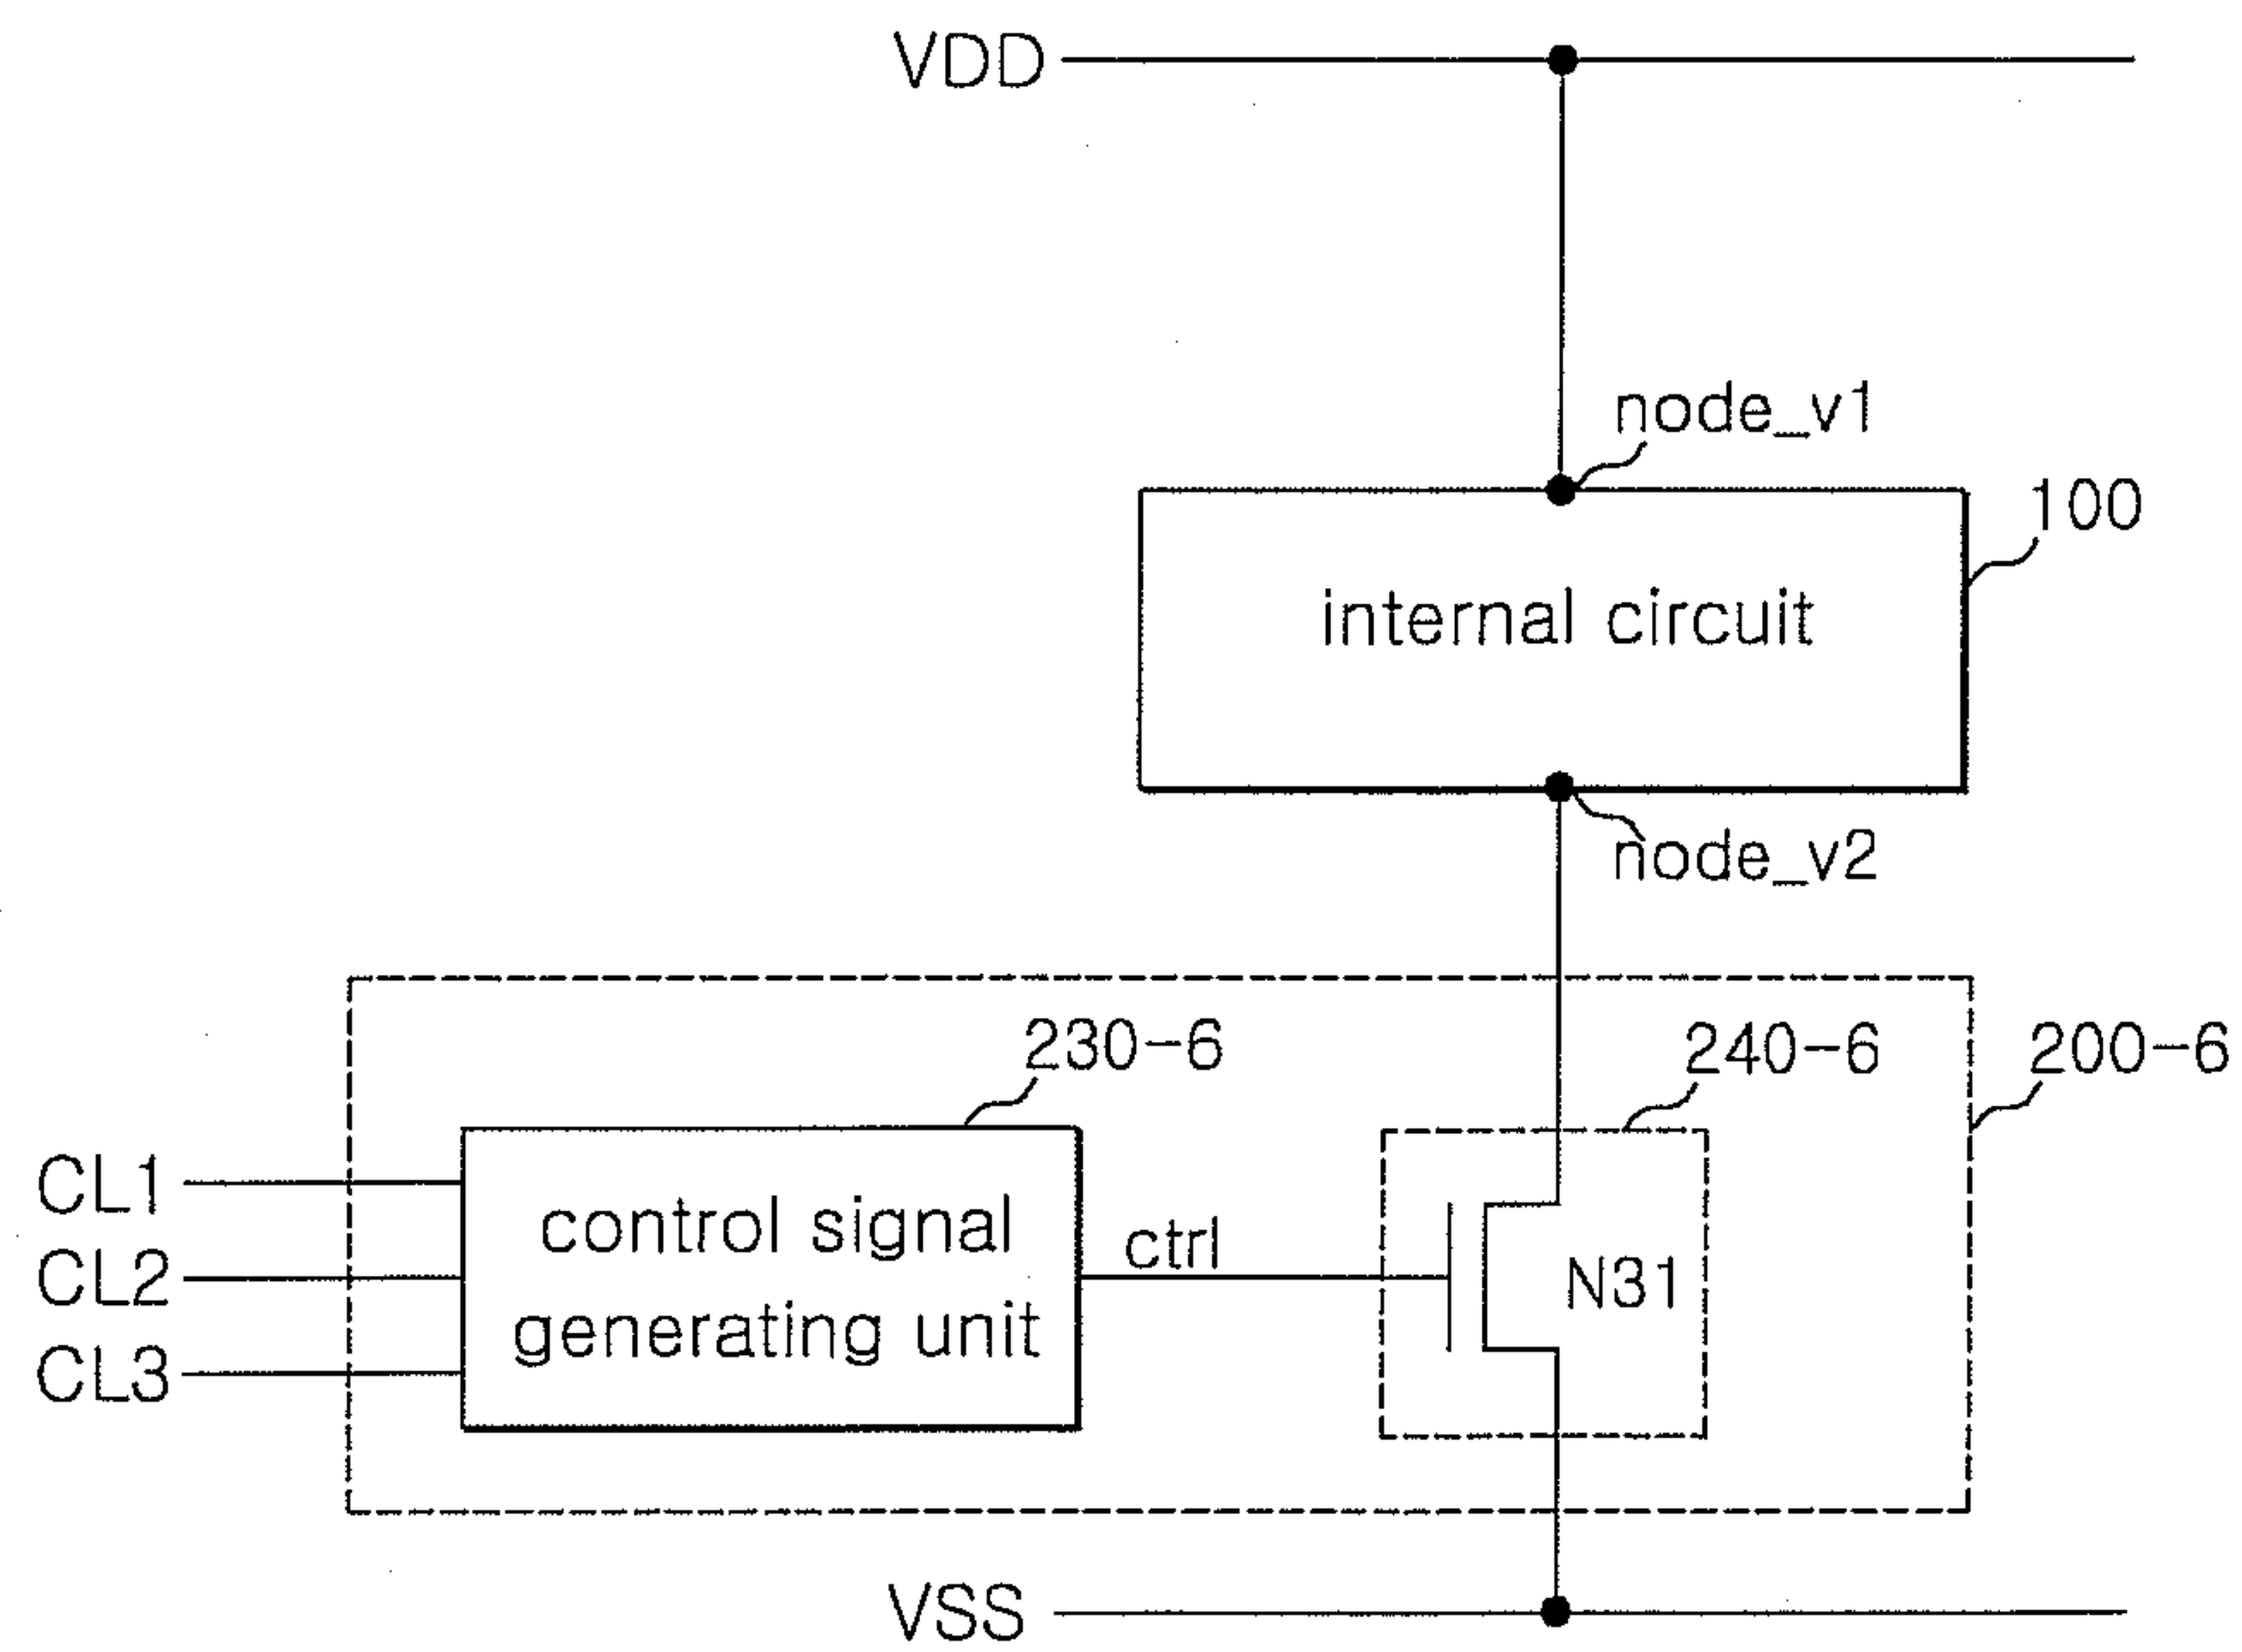 VDD
node_v1
100
internal circuit
node_v2
230-6
240-6
200-6
CL1
CL2
CL3
control signal
generating unit
ctrl
N31
VSS